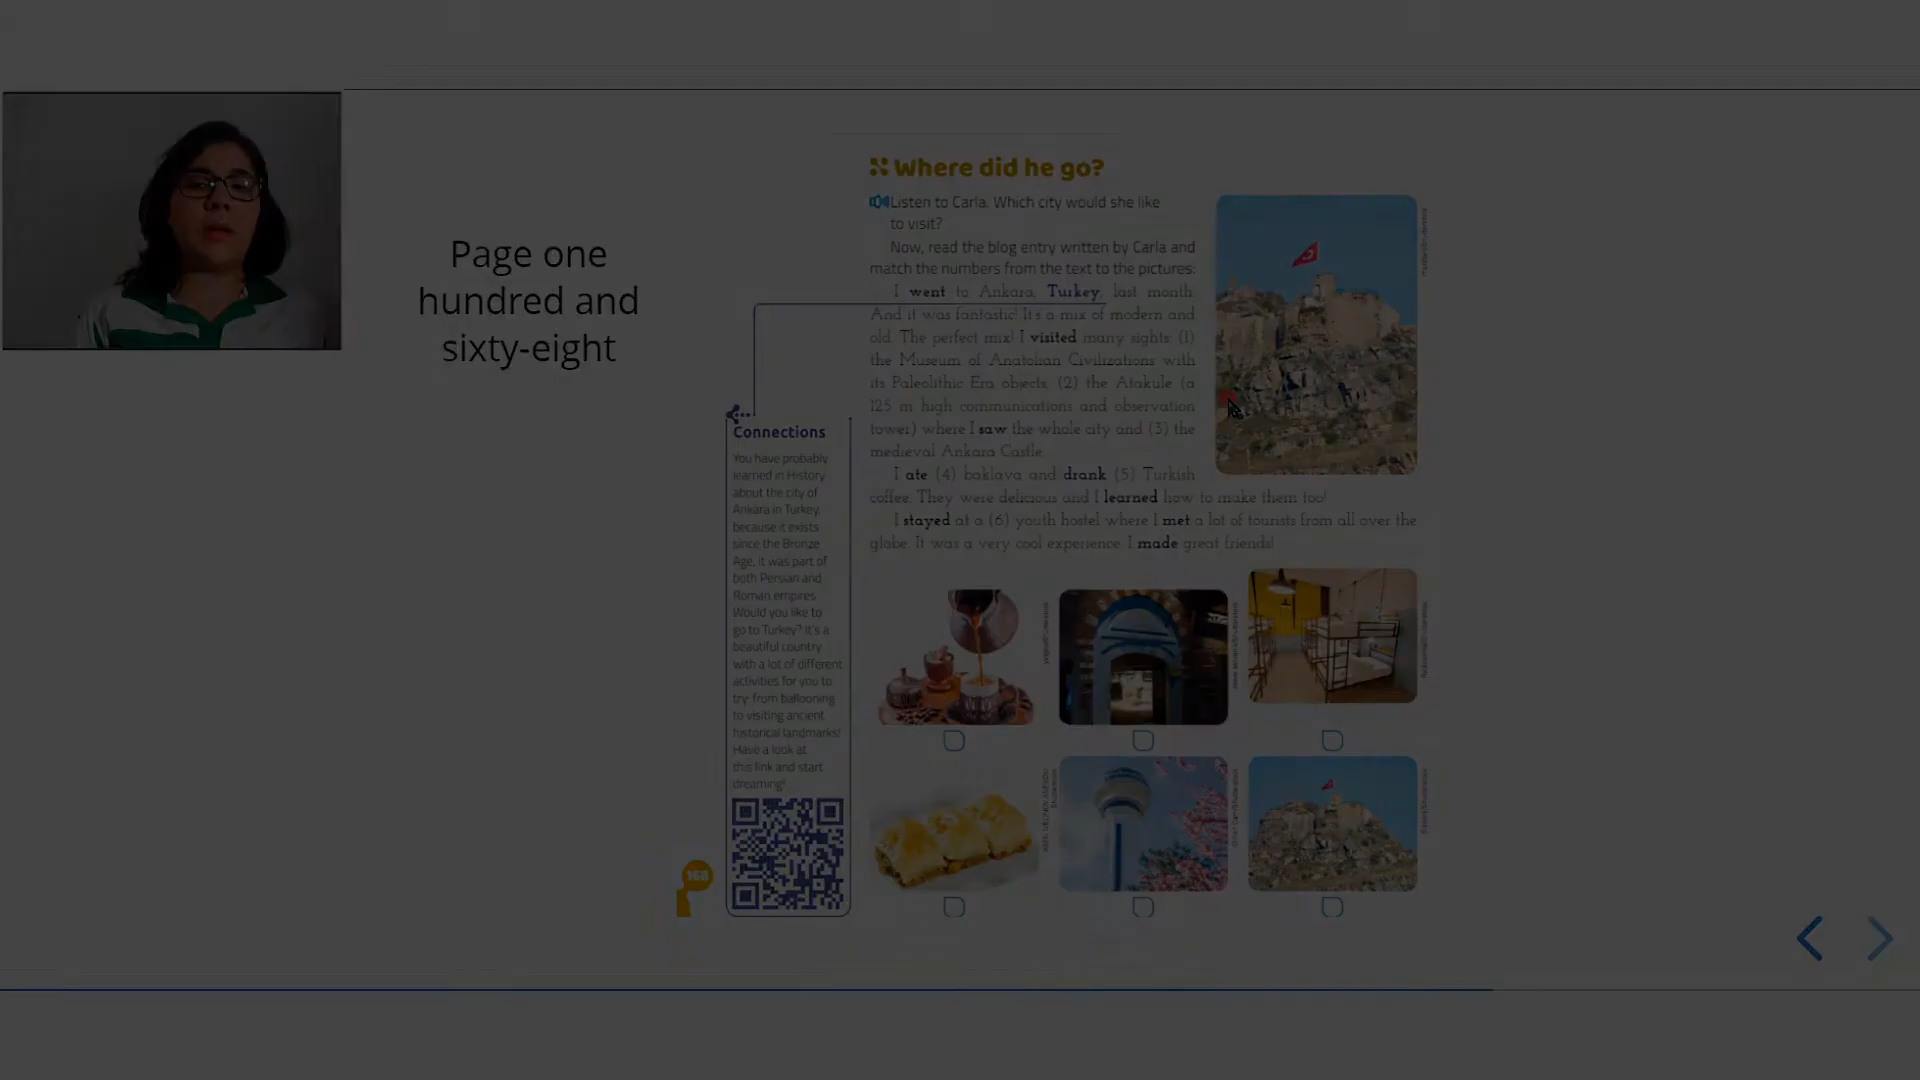 Page one
hundred and
sixty-eight
Where did he go?
Listen to Carla. Which city would she like
to visit?
Now, read the blog entry written by Carla and
match the numbers from the text to the pictures:
I went to Ankara, Turkey, last month.
And it was fantastic! It's a mix of modern and
old. The perfect mix! I visited many sights: (1)
the Museum of Anatolian Civilizations with
its Paleolithic Era objects, (2) the Atakule (a
125 m high communications and observation
tower) where I saw the whole city and (3) the
medieval Ankara Castle.
I ate (4) baklava and drank (5) Turkish
coffee. They were delicious and I learned how to make them too!
I stayed at a (6) youth hostel where I met a lot of tourists from all over the
globe. It was a very cool experience. I made great friends!
Connections
You have probably
learned in History
about the city of
Ankara in Turkey,
because it exists
since the Bronze
Age, it was part of
both Persian and
Roman empires.
Would you like to
go to Turkey? It's a
beautiful country
with a lot of different
activities for you to
try: from ballooning
to visiting ancient
historical landmarks!
Have a look at
this link and start
dreaming!
168